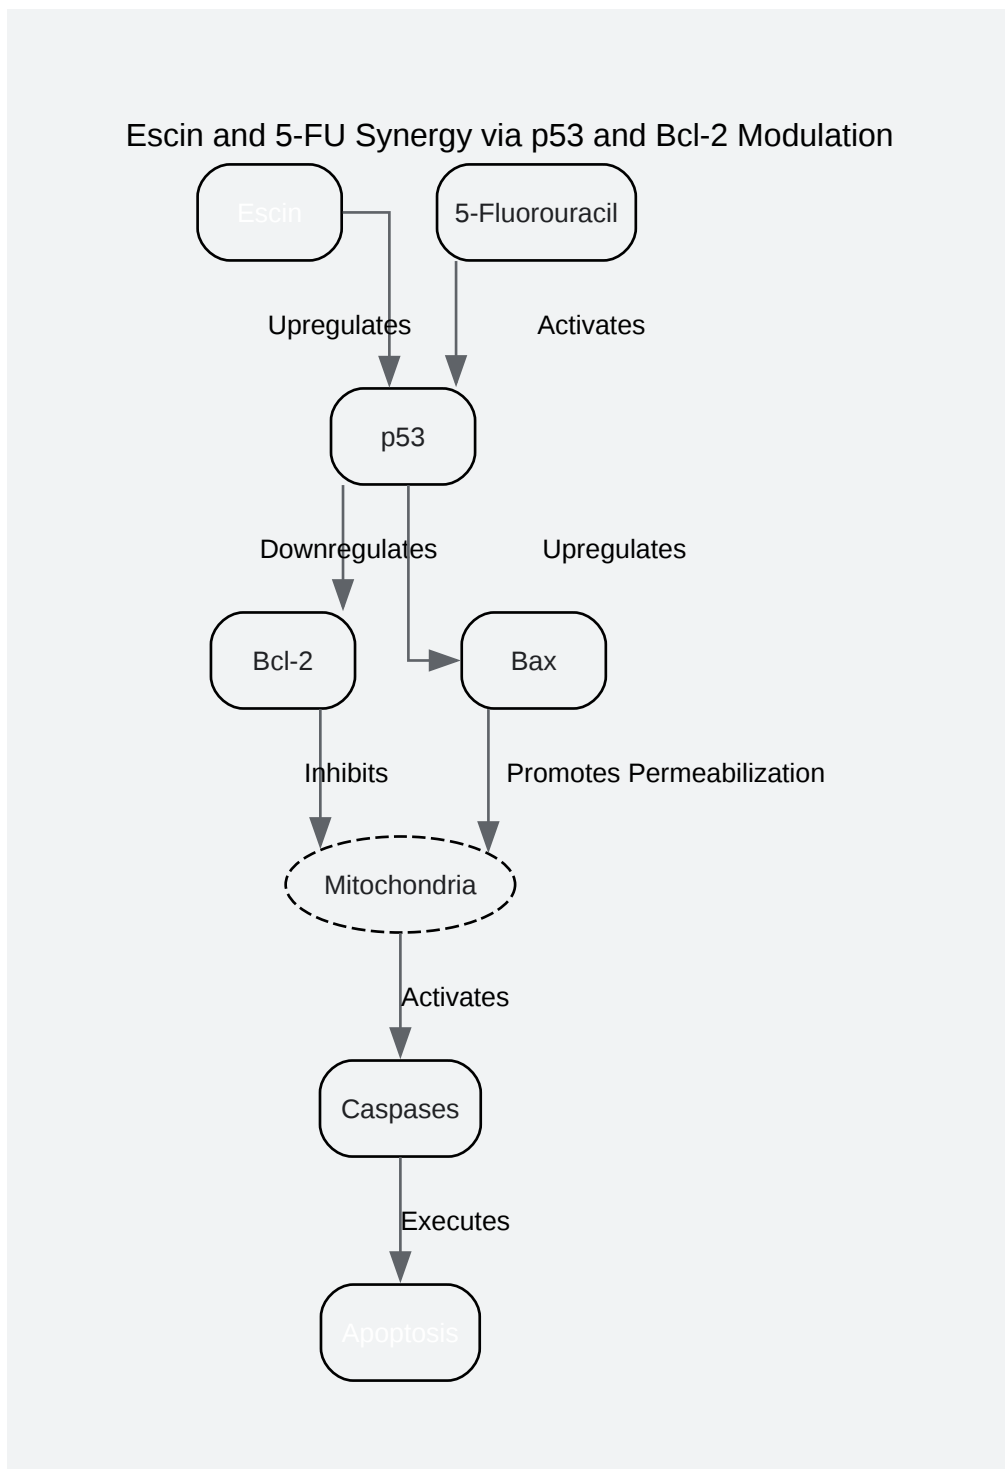 Escin and 5-FU Synergy via p53 and Bcl-2 Modulation
Escin
5-Fluorouracil
Upregulates
Activates
p53
Downregulates
Upregulates
Bcl-2
Bax
Inhibits
Promotes Permeabilization
Mitochondria
Activates
Caspases
Executes
Apoptosis